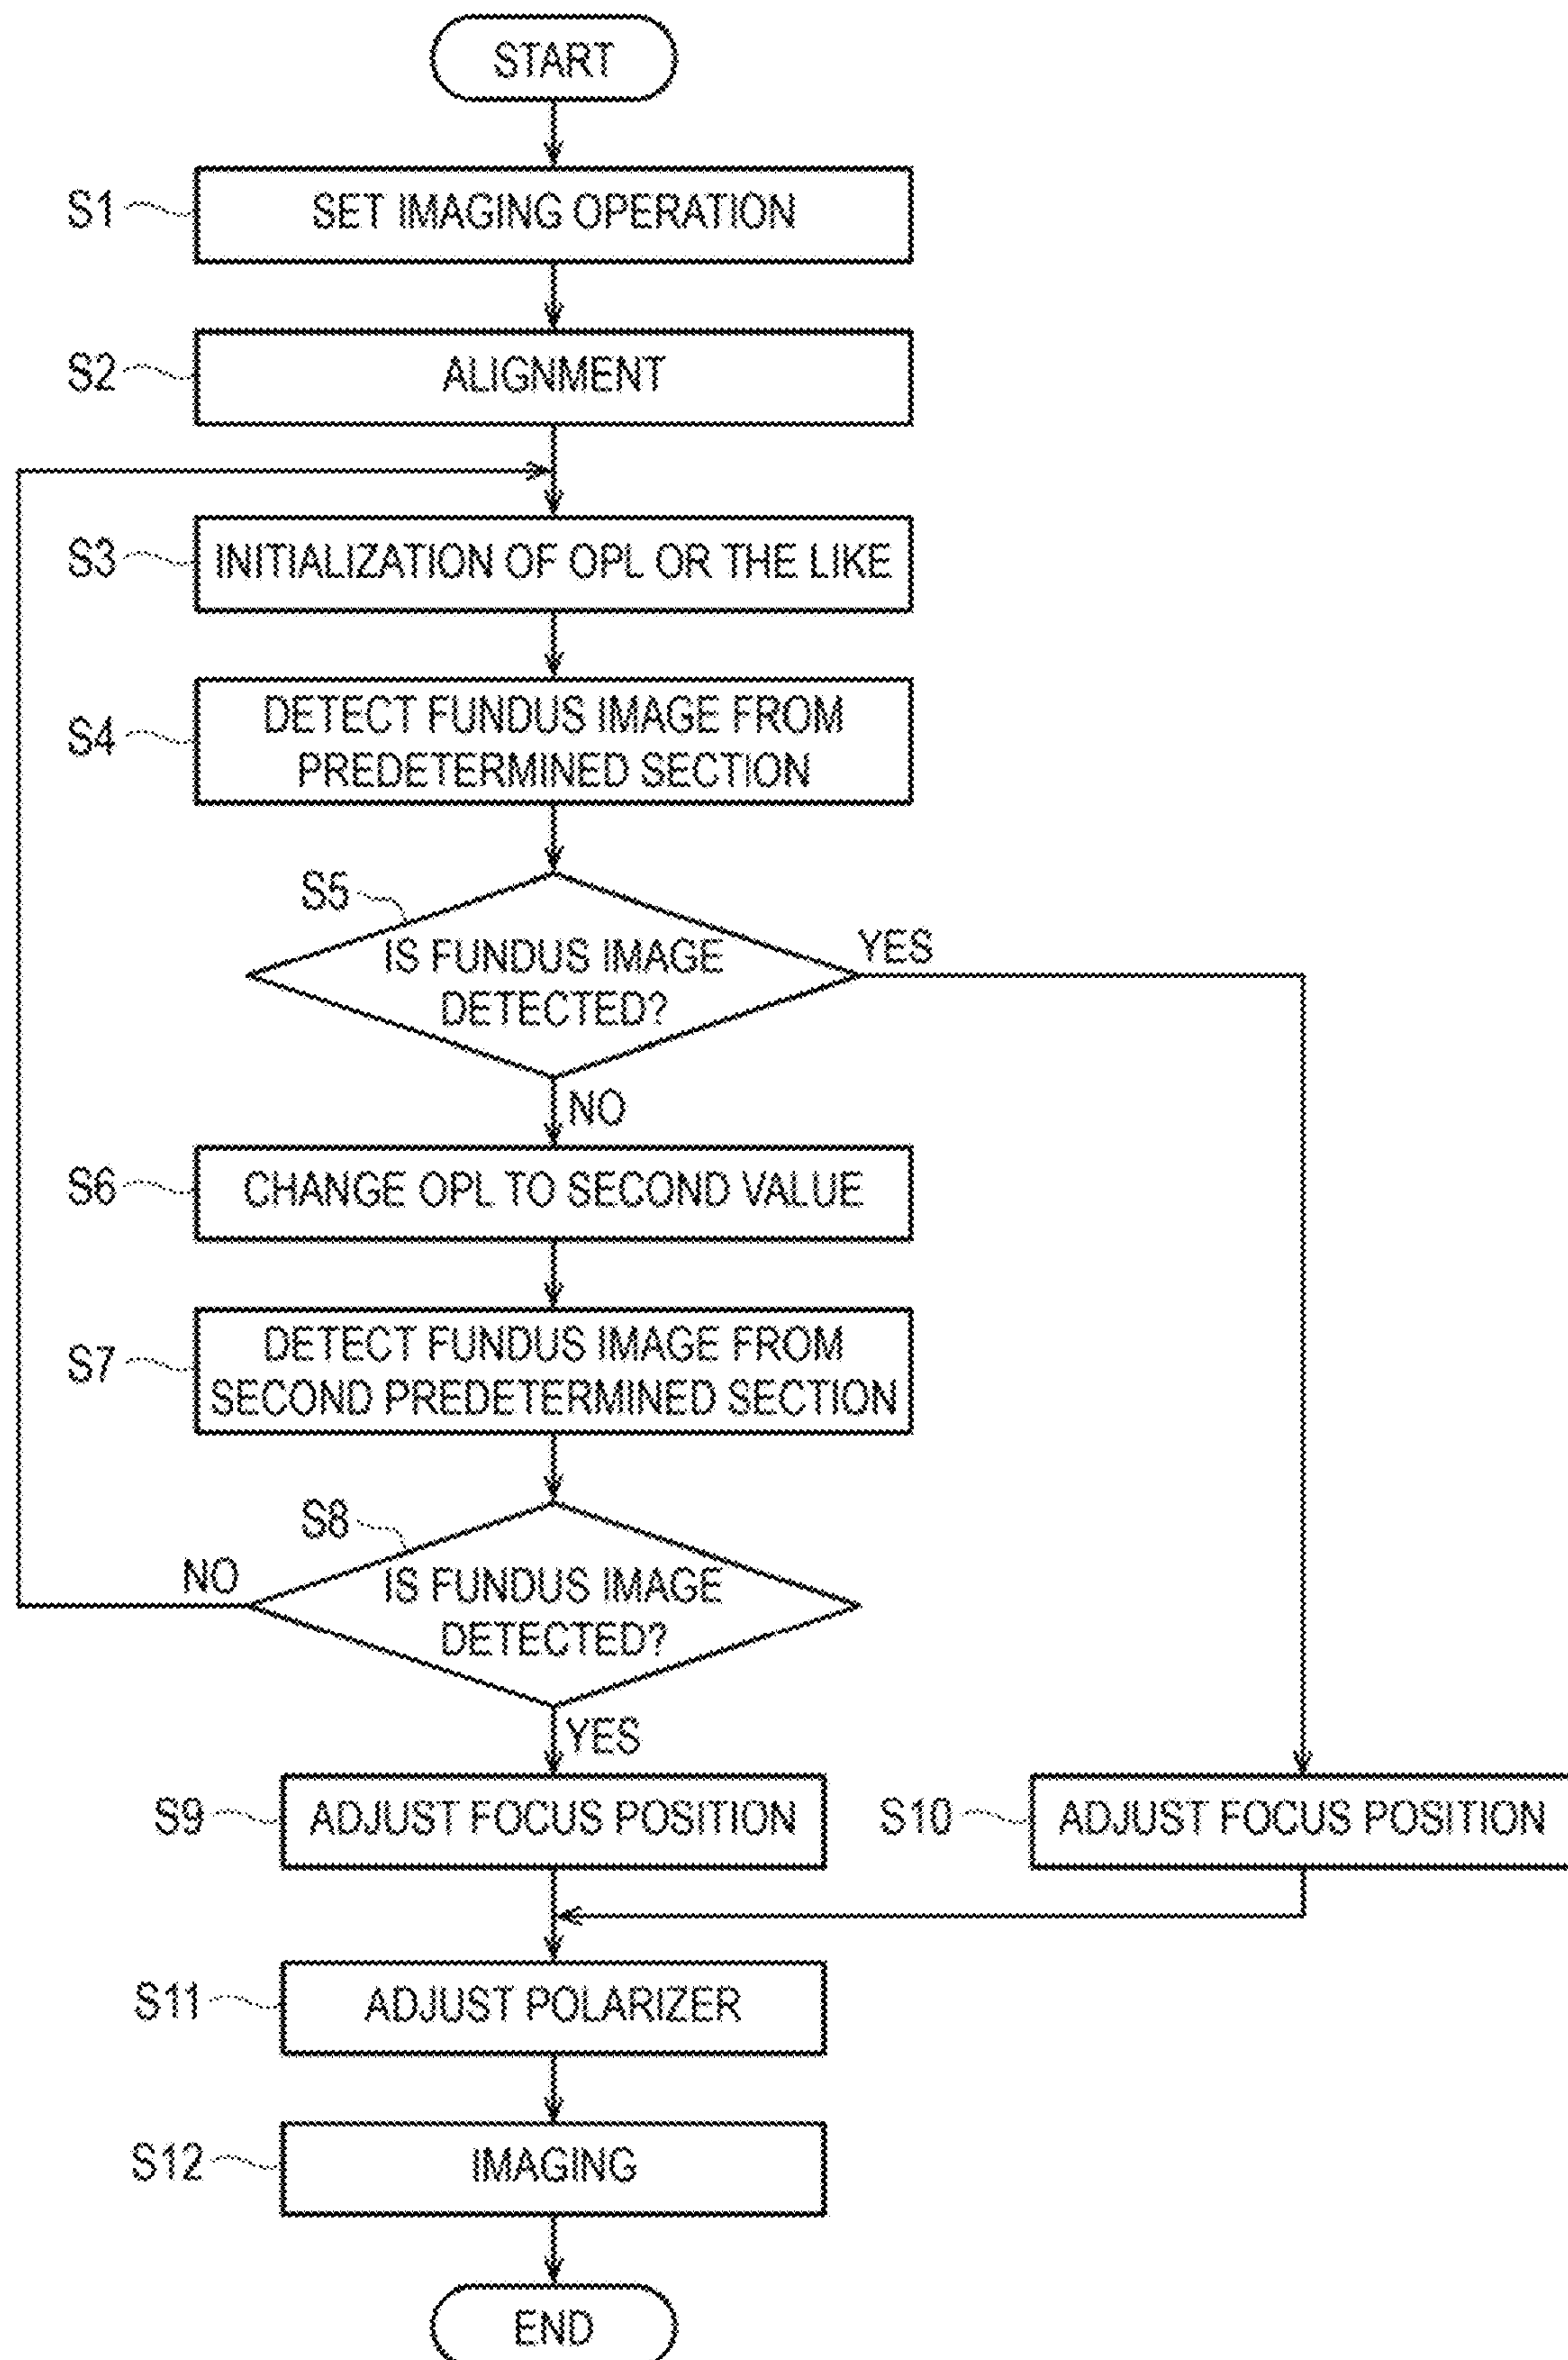 START
S1
SET IMAGING OPERATION
S2
ALIGNMENT
S3
INITIALIZATION OF OPL OR THE LIKE
S4
DETECT FUNDUS IMAGE FROM
PREDETERMINED SECTION
S5
IS FUNDUS IMAGE
DETECTED?
YES
NO
S6
CHANGE OPL TO SECOND VALUE
S7
DETECT FUNDUS IMAGE FROM
SECOND PREDETERMINED SECTION
S8
IS FUNDUS IMAGE
DETECTED?
NO
YES
S9
ADJUST FOCUS POSITION
S10
ADJUST FOCUS POSITION
S11
ADJUST POLARIZER
S12
IMAGING
END